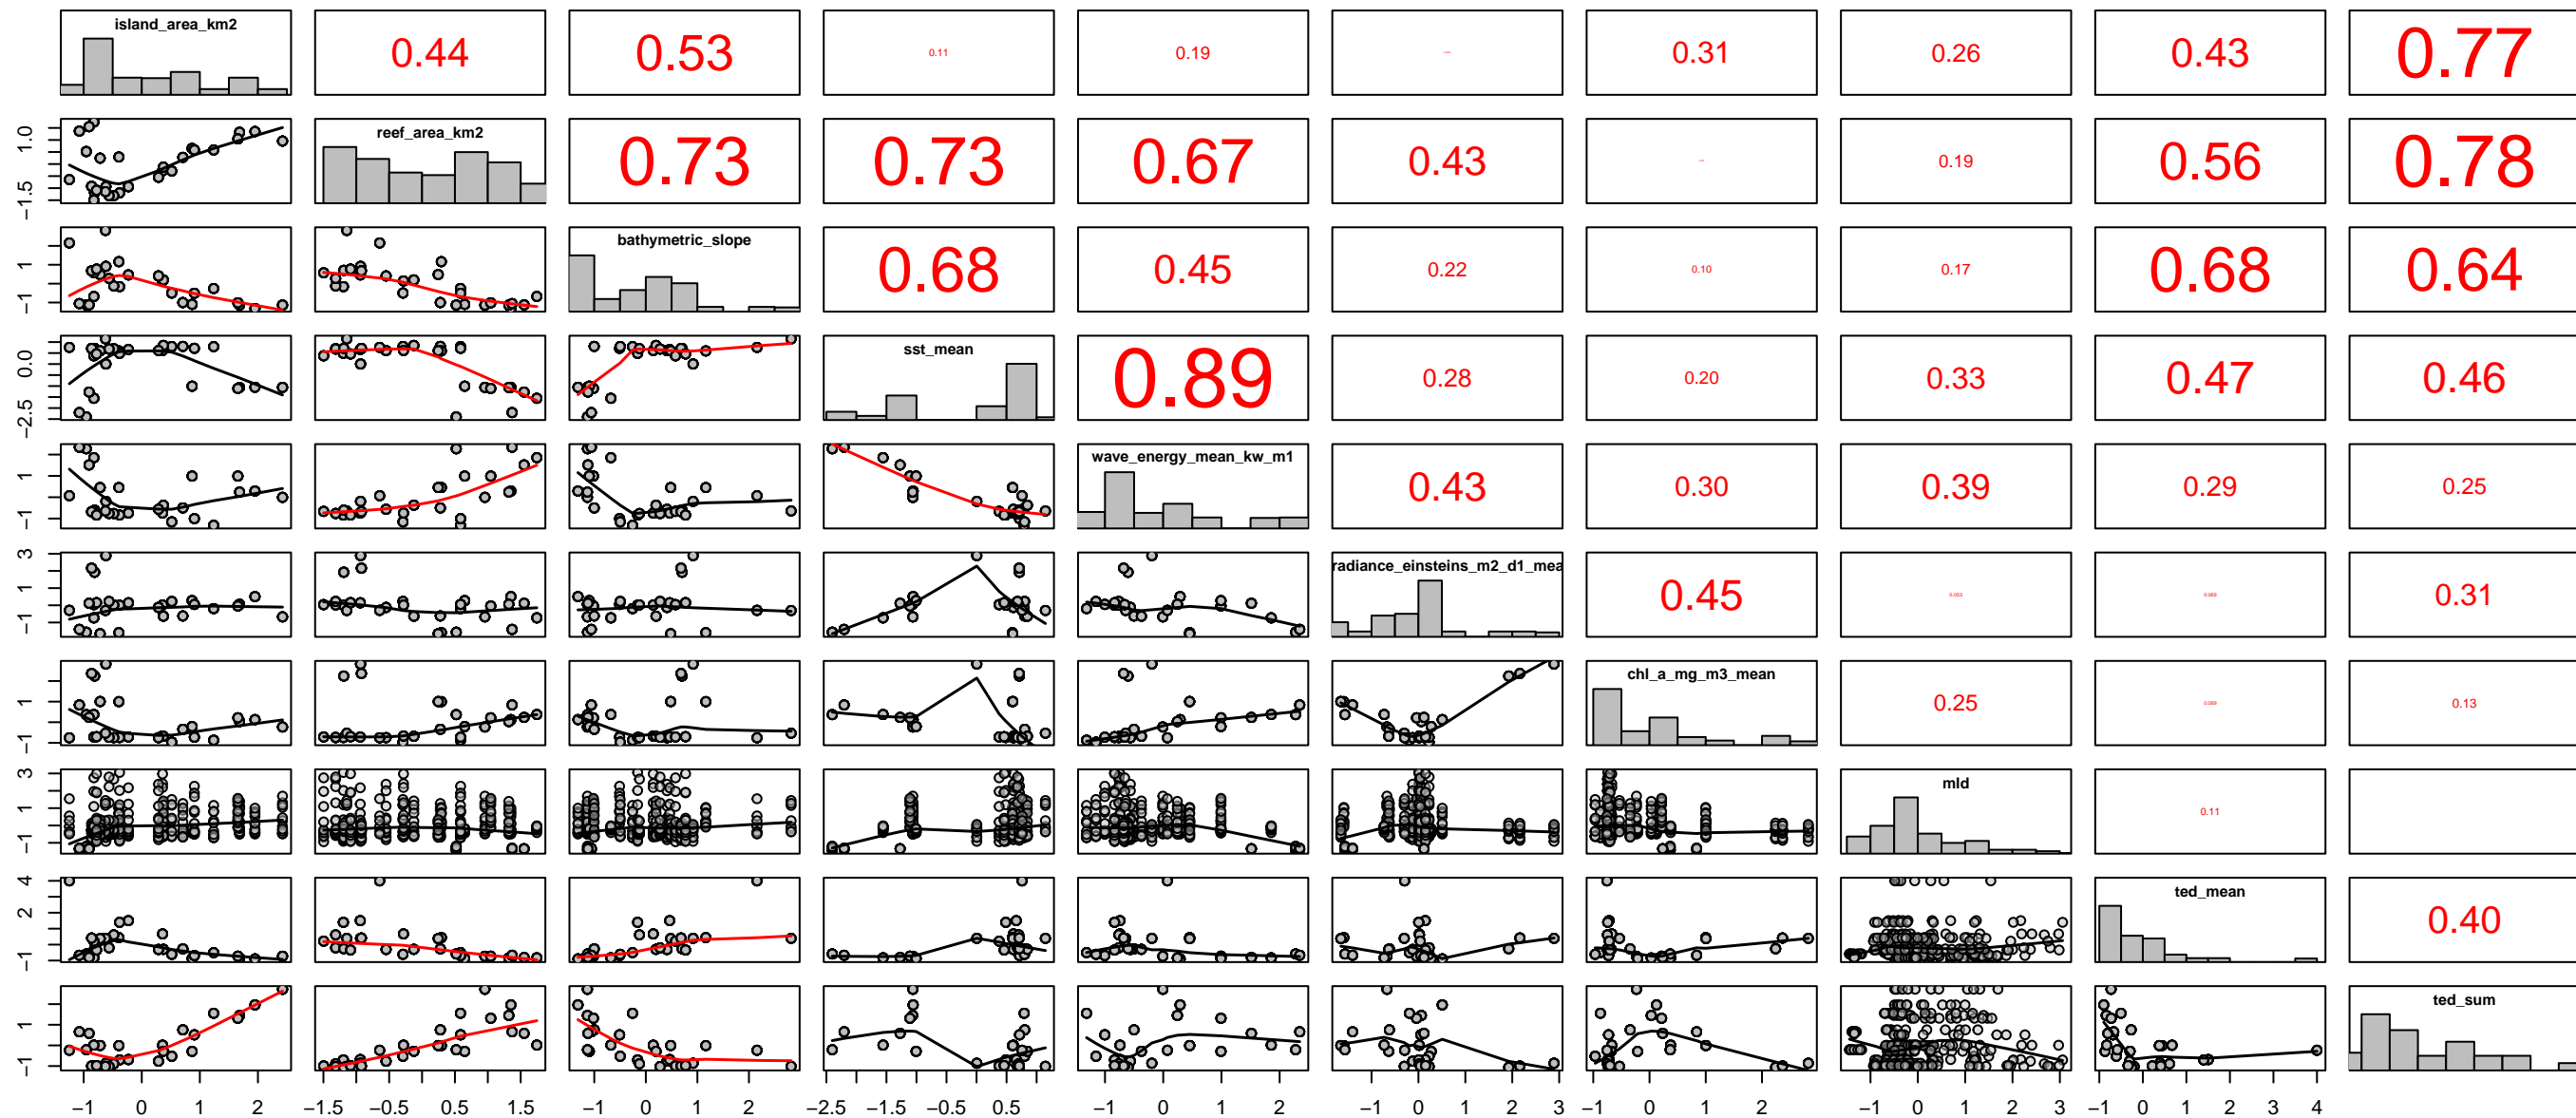 island_area_km2
0.44
0.53
0.11
0.19
0.31
0.26
0.43
0.77
−1.5 1.0
reef_area_km2
0.73
0.73
0.67
0.43
0.19
0.56
0.78
−1 1
bathymetric_slope
0.68
0.45
0.22
0.10
0.17
0.68
0.64
−2.5 0.0
sst_mean
0.89
0.28
0.20
0.33
0.47
0.46
−1 1
wave_energy_mean_kw_m1
0.43
0.30
0.39
0.29
0.25
−1 1 3
radiance_einsteins_m2_d1_mea
0.45
0.053
0.069
0.31
−1 1
chl_a_mg_m3_mean
0.25
0.069
0.13
−1 1 3
mld
0.11
−1 2 4
ted_mean
0.40
−1 1
ted_sum
−1 0 1 2
−1.5 −0.5 0.5 1.5
−1 0 1 2
−2.5 −1.5 −0.5 0.5
−1 0 1 2
−1 0 1 2 3
−1 0 1 2
−1 0 1 2 3
−1 0 1 2 3 4